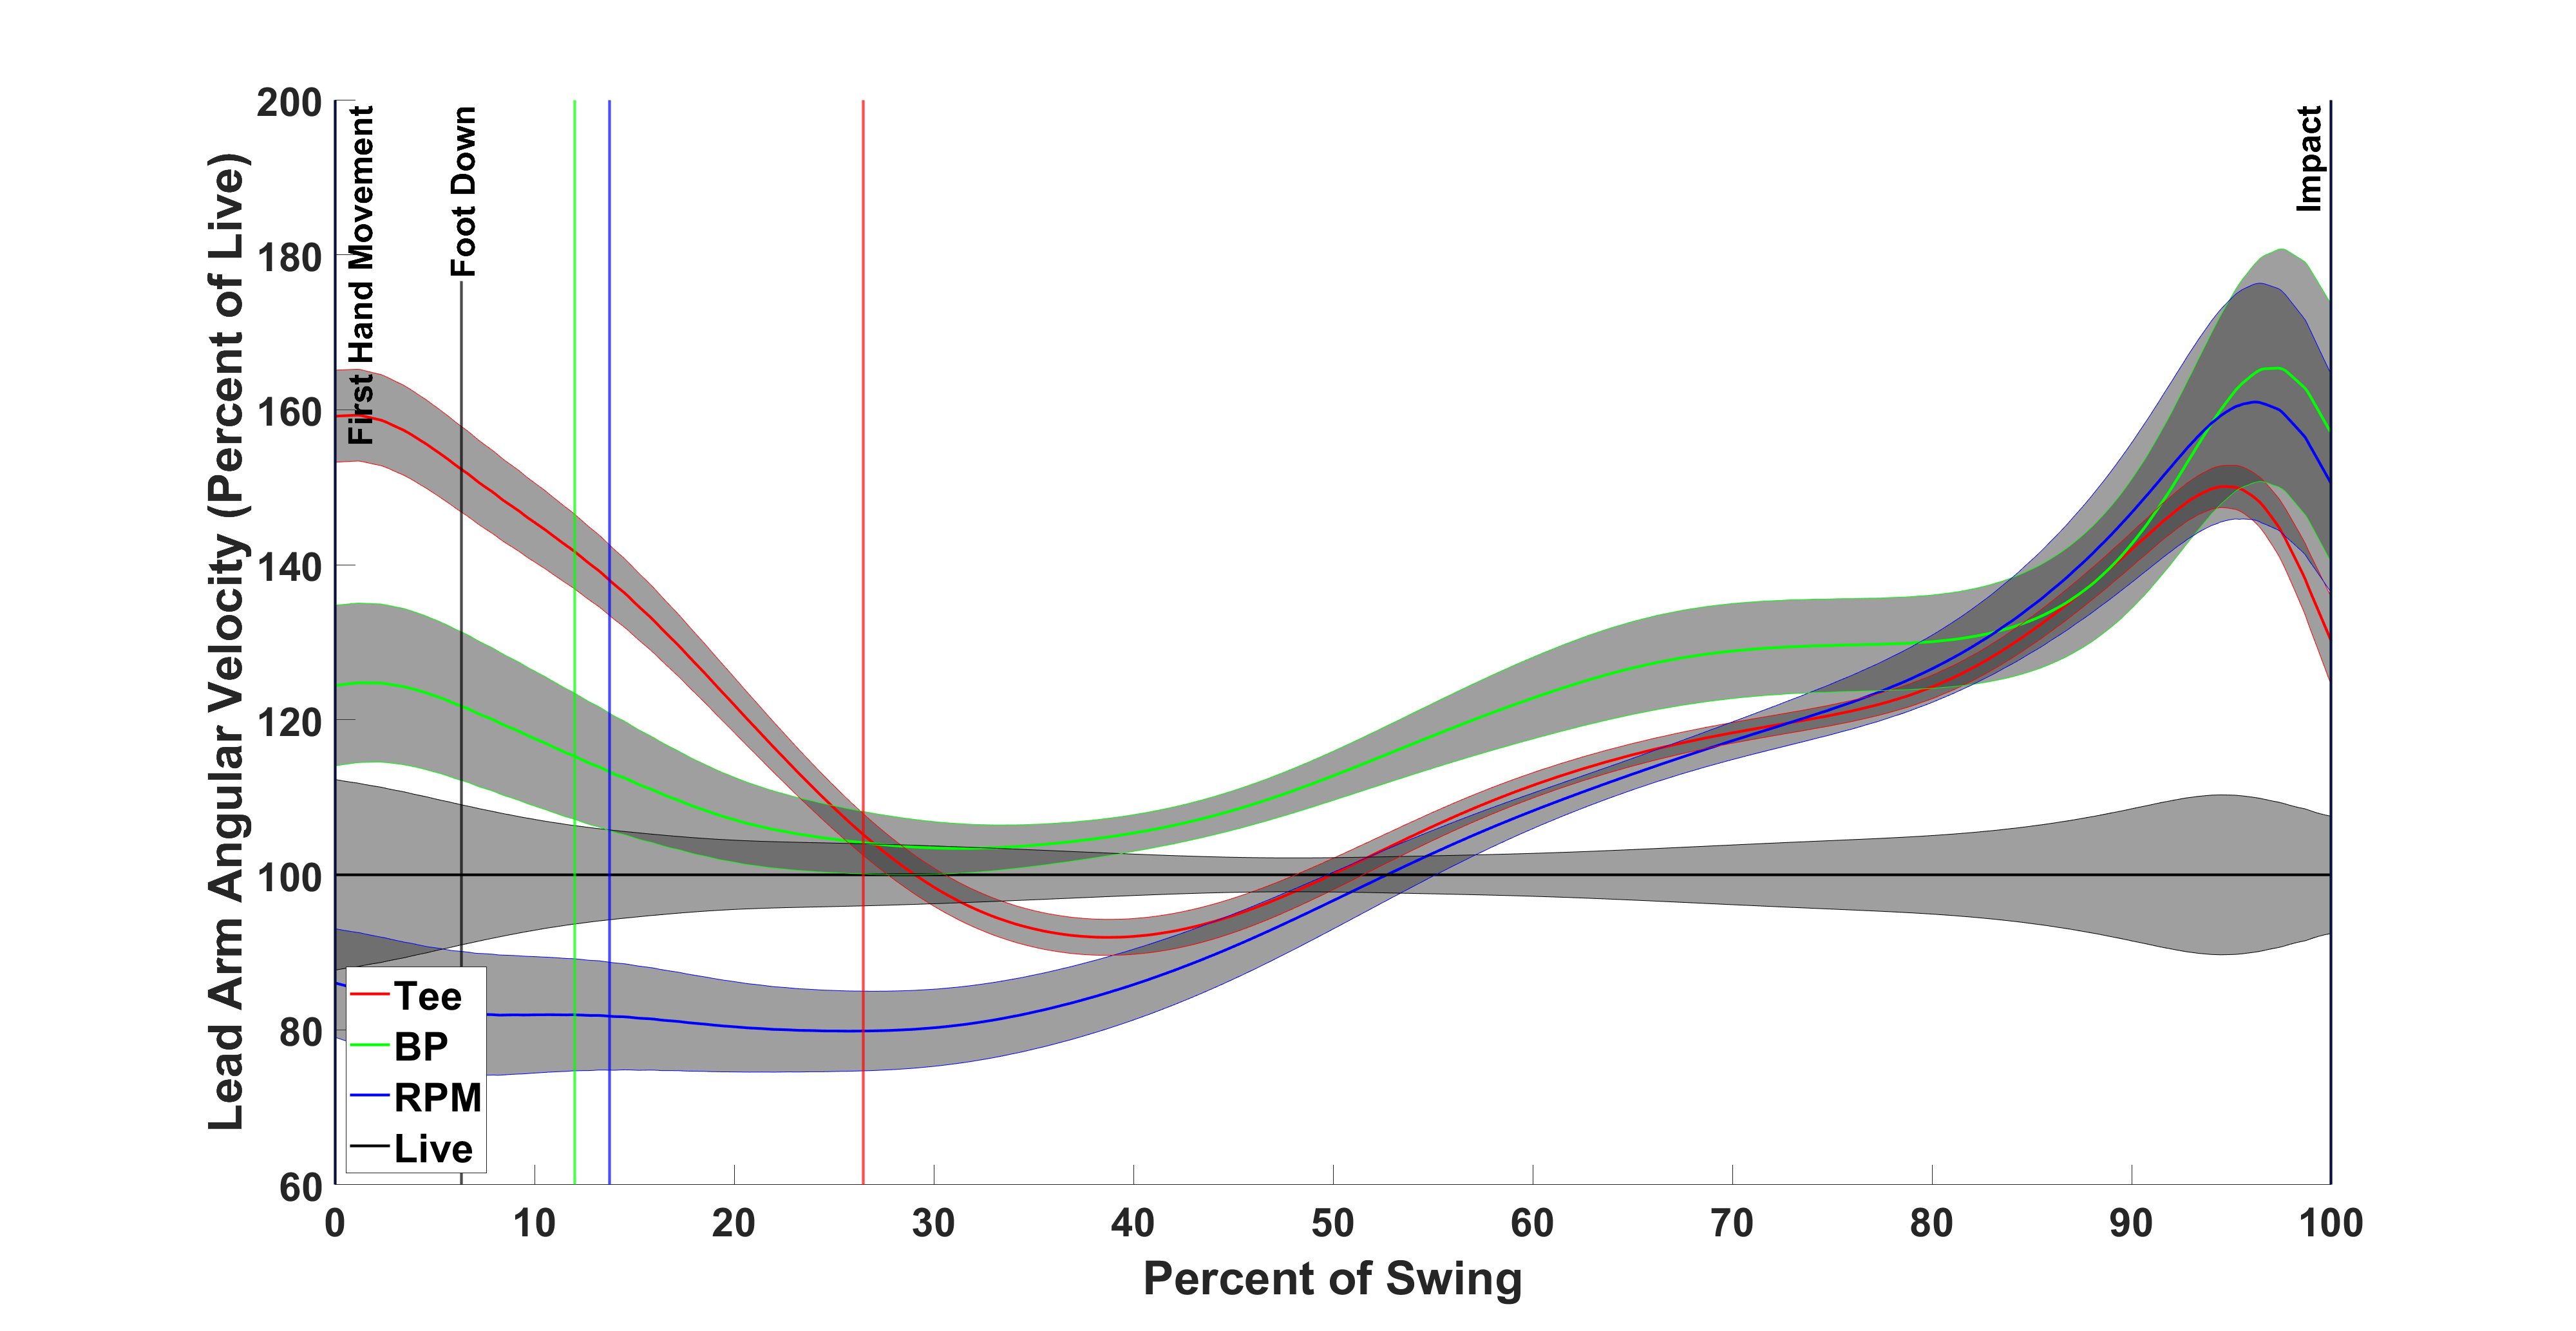 Lead Arm Angular Velocity (Percent of Live)
200
180
160
140
120
100
80
60
First Hand Movement
Foot Down
Impact
Tee
BP
RPM
Live
0 10 20 30 40 50 60 70 80 90 100
Percent of Swing